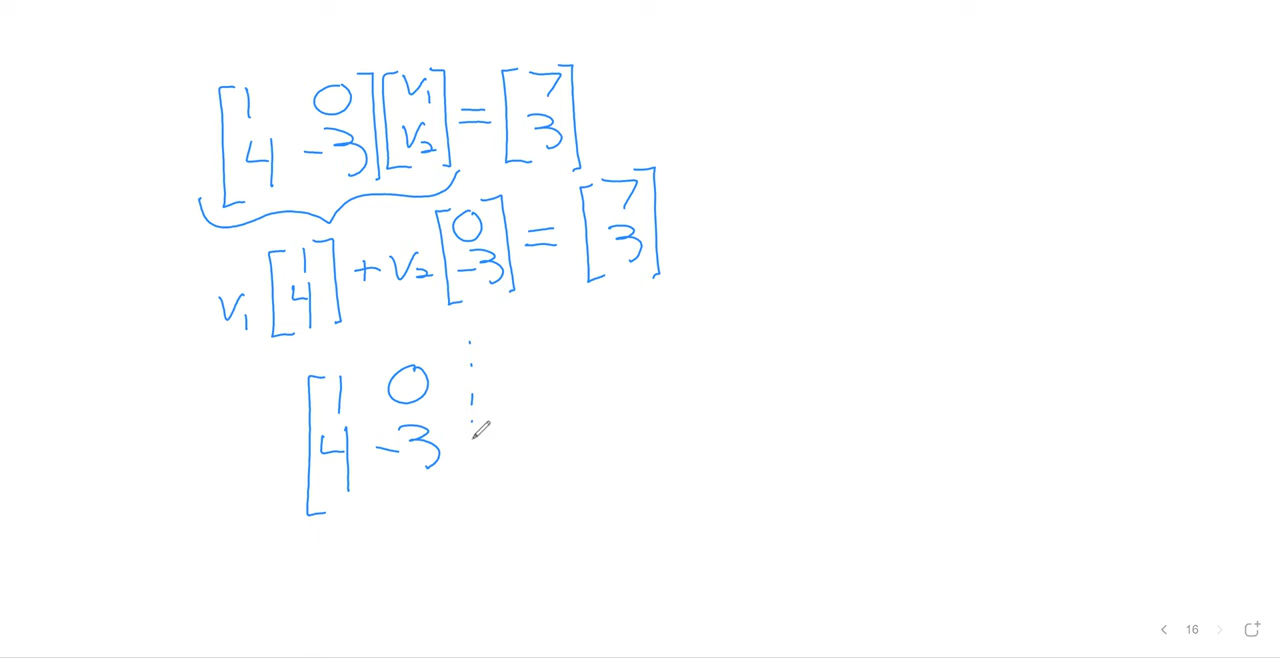 [1 0; 4 -3] [v₁; v₂] = [7; 3]
v₁ [1; 4] + v₂ [0; -3] = [7; 3]
[1 0
4 -3
16